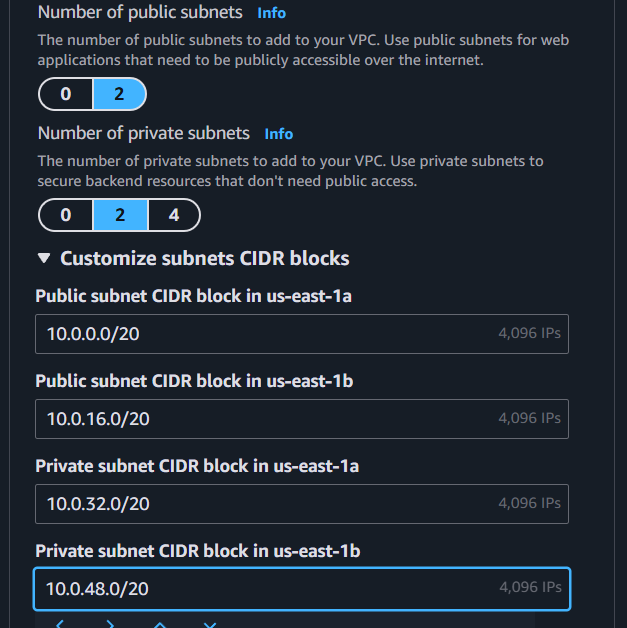 Number of public subnets Info
The number of public subnets to add to your VPC. Use public subnets for web
applications that need to be publicly accessible over the internet.
0 2
Number of private subnets Info
The number of private subnets to add to your VPC. Use private subnets to
secure backend resources that don't need public access.
0 2 4
Customize subnets CIDR blocks
Public subnet CIDR block in us-east-1a
10.0.0.0/20 4,096 IPs
Public subnet CIDR block in us-east-1b
10.0.16.0/20 4,096 IPs
Private subnet CIDR block in us-east-1a
10.0.32.0/20 4,096 IPs
Private subnet CIDR block in us-east-1b
10.0.48.0/20 4,096 IPs